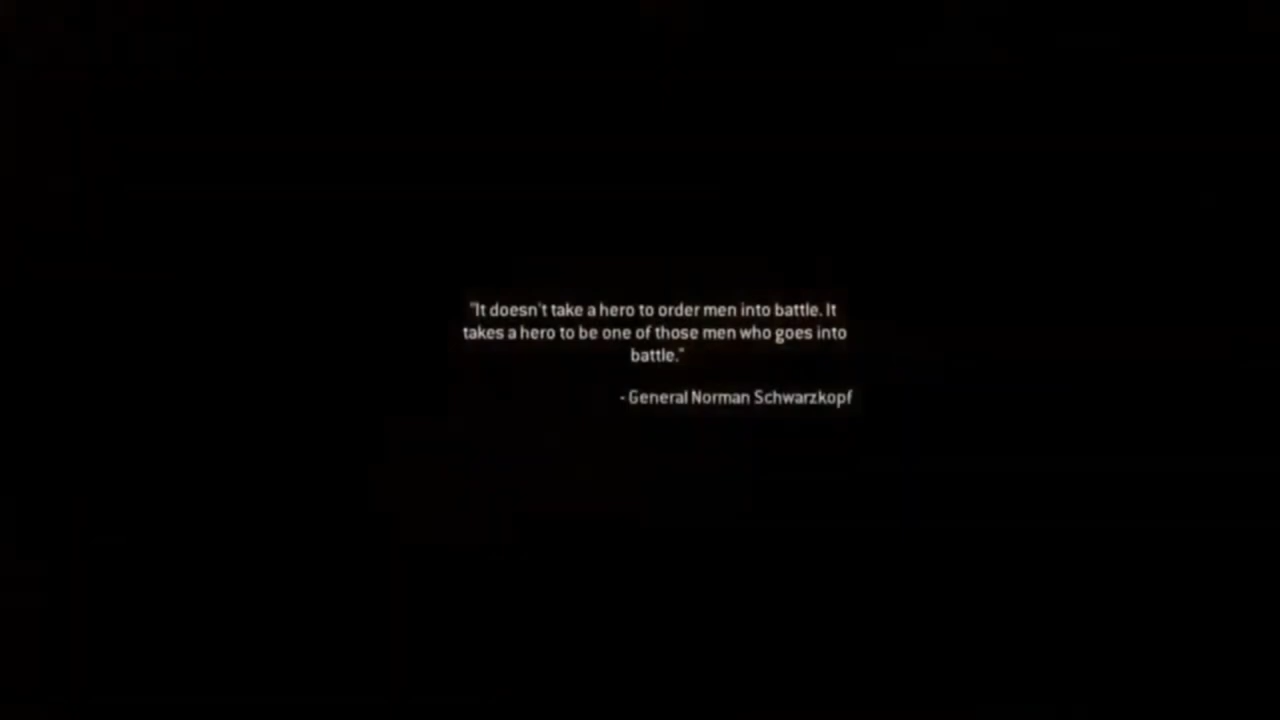 "It doesn't take a hero to order men into battle. It
takes a hero to be one of those men who goes into
battle."
- General Norman Schwarzkopf